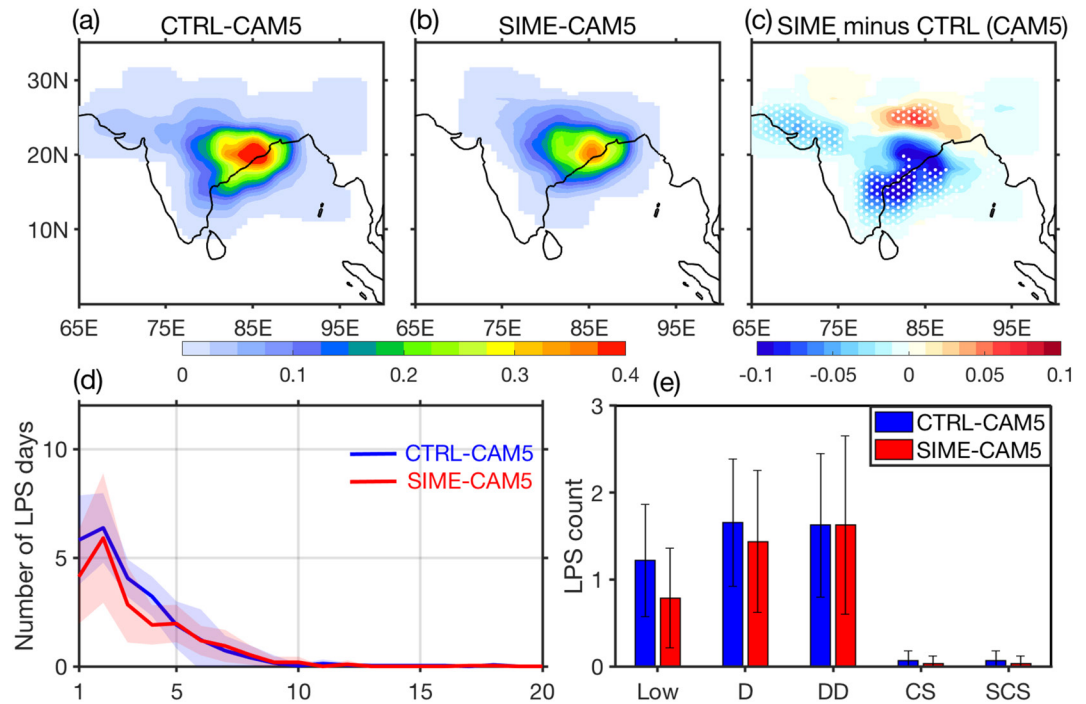 (a) (b) (c)
CTRL-CAM5 SIME-CAM5 SIME minus CTRL (CAM5)
30N
20N
10N
65E 75E 85E 95E 65E 75E 85E 95E 65E 75E 85E 95E
0 0.1 0.2 0.3 0.4 -0.1 -0.05 0 0.05 0.1
(d) (e)
Number of LPS days
10
5
0
1 5 10 15 20
CTRL-CAM5
SIME-CAM5
LPS count
3
2
1
0
CTRL-CAM5
SIME-CAM5
Low D DD CS SCS